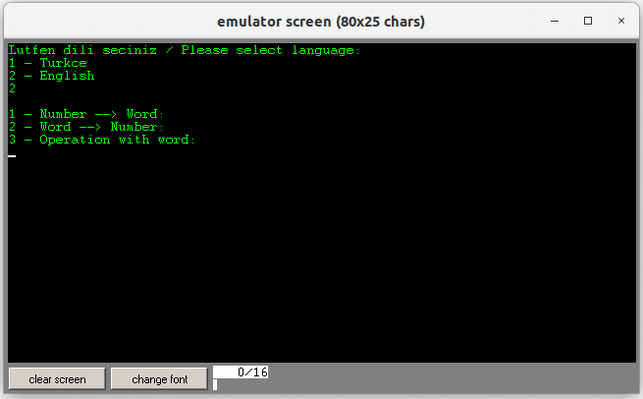 emulator screen (80x25 chars)
Lutfen dili seciniz / Please select language:
1 - Turkce
2 - English
2
1 - Number --> Word:
2 - Word --> Number:
3 - Operation with word:
clear screen
change font
0/16